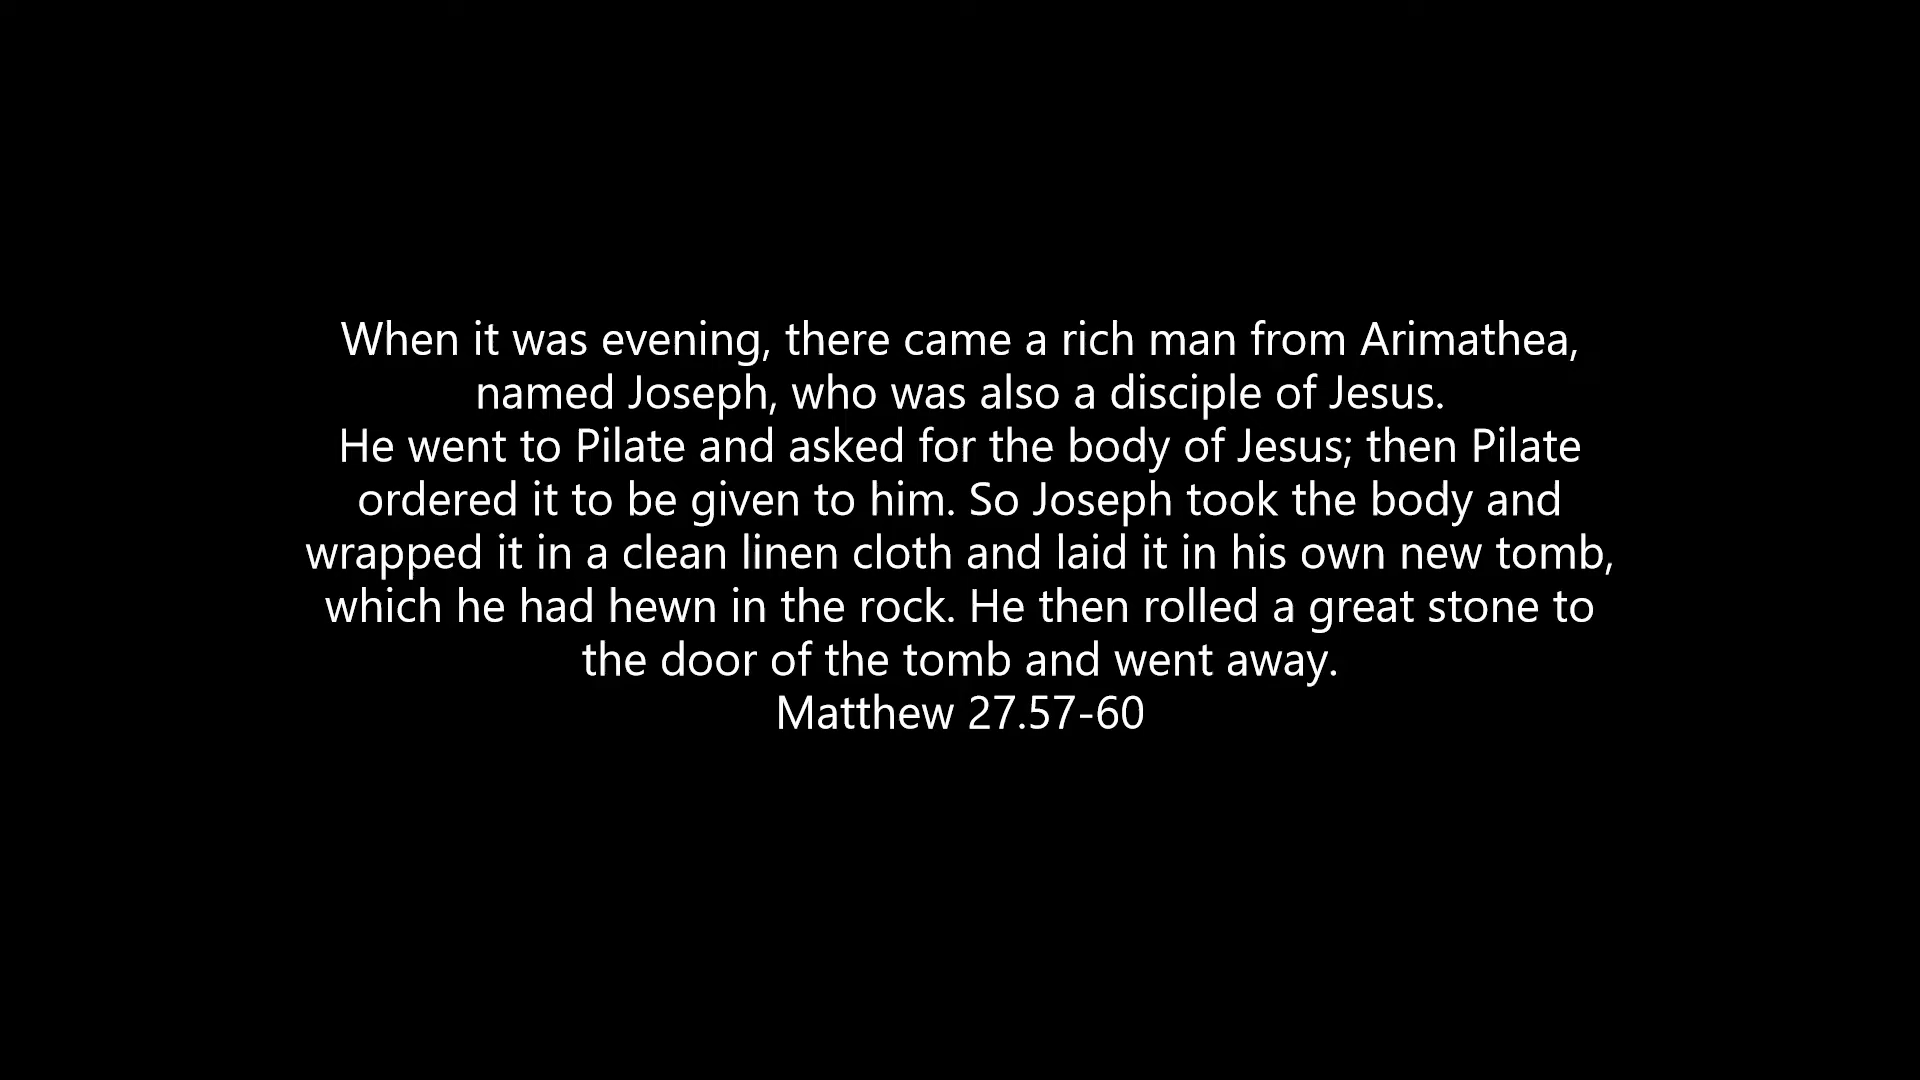 When it was evening, there came a rich man from Arimathea,
named Joseph, who was also a disciple of Jesus.
He went to Pilate and asked for the body of Jesus; then Pilate
ordered it to be given to him. So Joseph took the body and
wrapped it in a clean linen cloth and laid it in his own new tomb,
which he had hewn in the rock. He then rolled a great stone to
the door of the tomb and went away.
Matthew 27.57-60